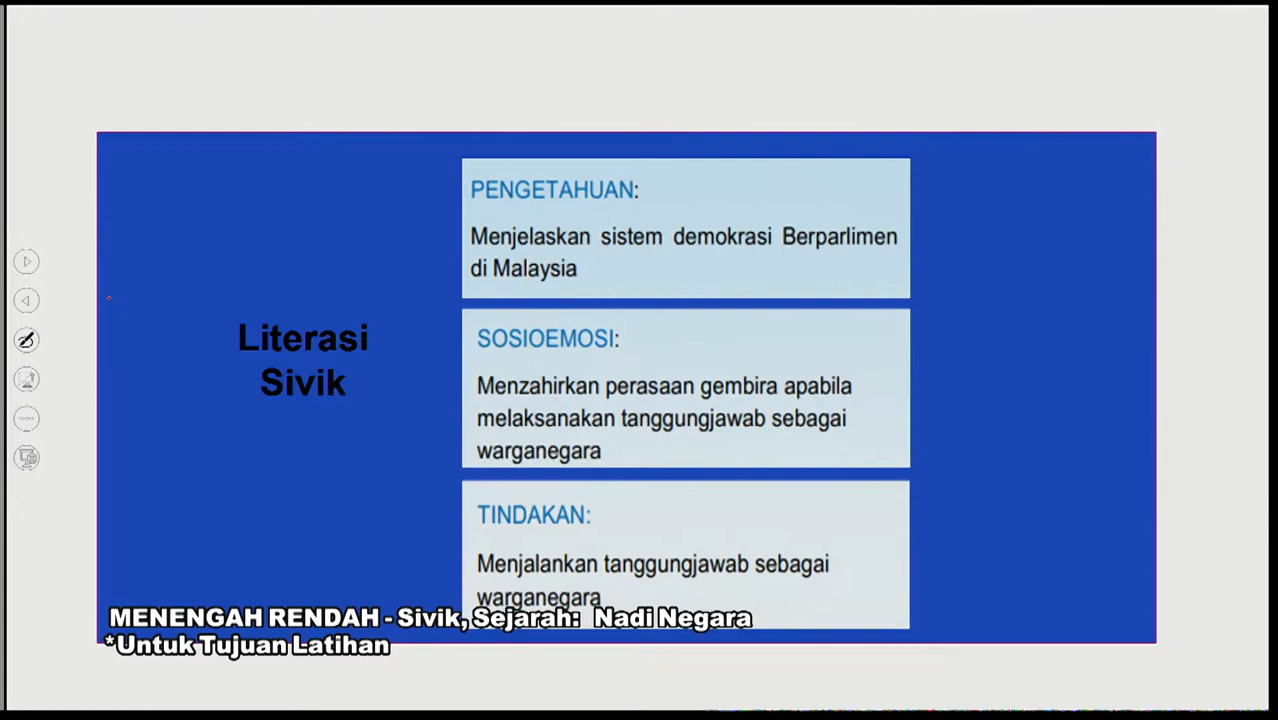 PENGETAHUAN:
Menjelaskan sistem demokrasi Berparlimen
di Malaysia
Literasi
Sivik
SOSIOEMOSI:
Menzahirkan perasaan gembira apabila
melaksanakan tanggungjawab sebagai
warganegara
TINDAKAN:
Menjalankan tanggungjawab sebagai
warganegara
MENENGAH RENDAH - Sivik, Sejarah: Nadi Negara
*Untuk Tujuan Latihan